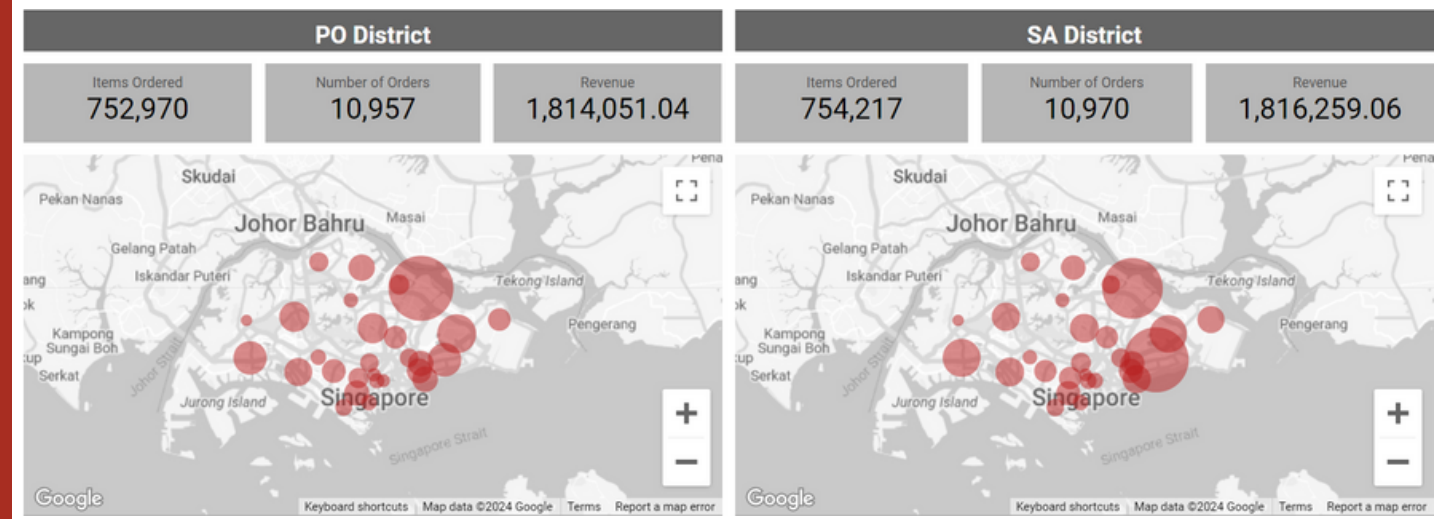 PO District
Items Ordered
752,970
Number of Orders
10,957
Revenue
1,814,051.04
Skudai
Pekan Nanas
Johor Bahru
Masai
Gelang Patah
Iskandar Puteri
Tekong Island
Pengerang
Kampong
Sungai Boh
Serkat
Johor Strait
Jurong Island
Singapore
Singapore Strait
+
−
Google
Keyboard shortcuts
Map data ©2024 Google
Terms
Report a map error
SA District
Items Ordered
754,217
Number of Orders
10,970
Revenue
1,816,259.06
Skudai
Pekan Nanas
Johor Bahru
Masai
Gelang Patah
Iskandar Puteri
Tekong Island
Pengerang
Kampong
Sungai Boh
Serkat
Johor Strait
Jurong Island
Singapore
Singapore Strait
+
−
Google
Keyboard shortcuts
Map data ©2024 Google
Terms
Report a map error